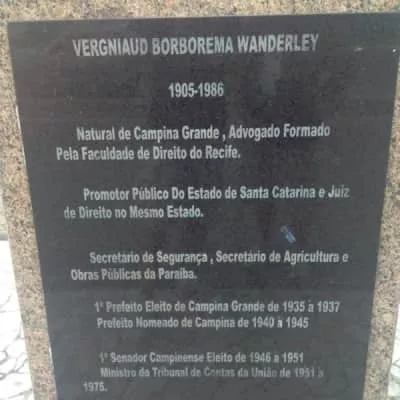 VERGNIAUD BORBOREMA WANDERLEY
1905-1986
Natural de Campina Grande , Advogado Formado
Pela Faculdade de Direito do Recife.
Promotor Público Do Estado de Santa Catarina e Juiz
de Direito no Mesmo Estado.
Secretário de Segurança , Secretário de Agricultura e
Obras Públicas da Paraíba.
1º Prefeito Eleito de Campina Grande de 1935 à 1937
Prefeito Nomeado de Campina de 1940 à 1945
1º Senador Campinense Eleito de 1946 à 1951
Ministro do Tribunal de Contas da União de 1951 à
1975.